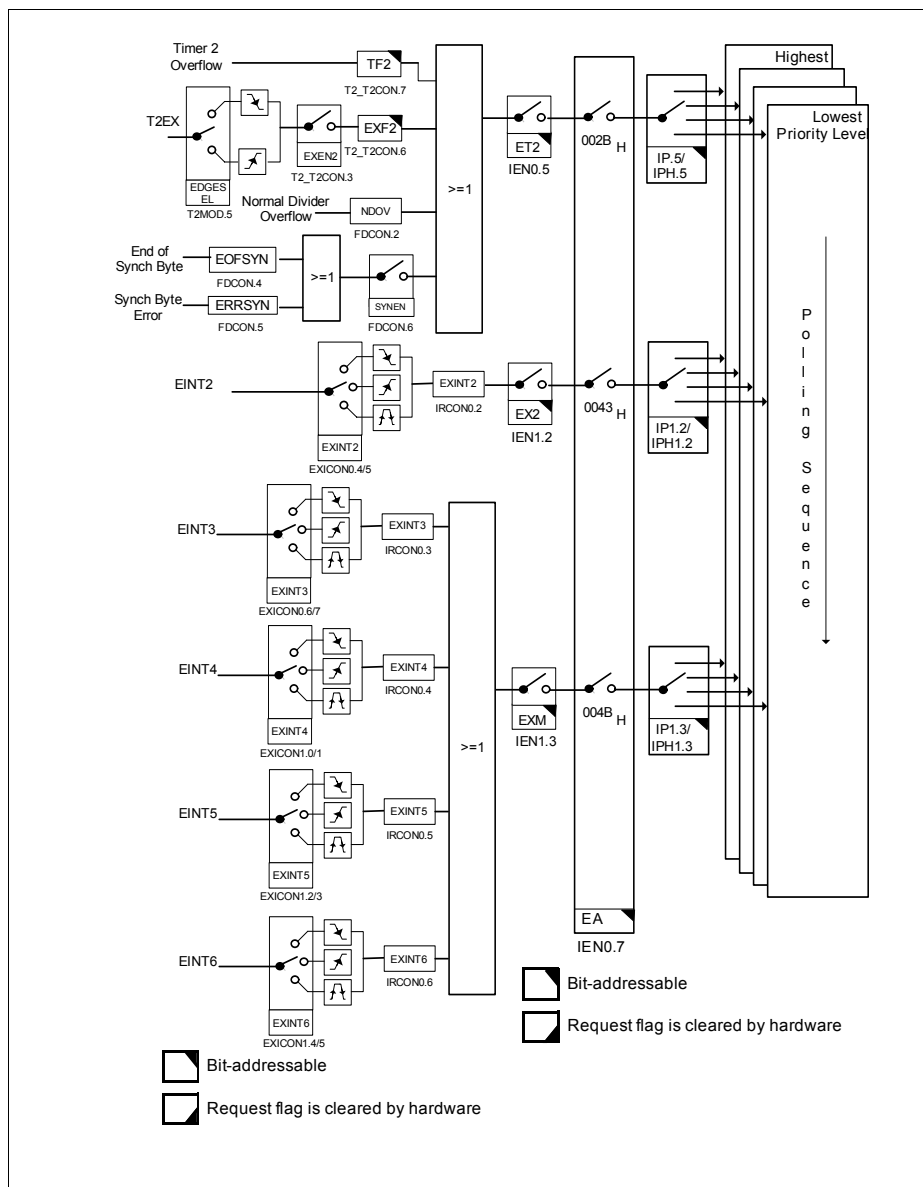 Timer 2
Overflow
TF2
T2_T2CON.7
T2EX
EDGES
EL
T2MOD.5
EXEN2
T2_T2CON.3
EXF2
T2_T2CON.6
Normal Divider
Overflow
NDOV
FDCON.2
End of
Synch Byte
EOFSYN
FDCON.4
Synch Byte
Error
ERRSYN
FDCON.5
>=1
SYNEN
FDCON.6
>=1
ET2
IEN0.5
002B H
IP.5/
IPH.5
Highest
Lowest
Priority Level
Polling Sequence
EINT2
EXINT2
EXICON0.4/5
EXINT2
IRCON0.2
EX2
IEN1.2
0043 H
IP1.2/
IPH1.2
EINT3
EXINT3
EXICON0.6/7
EXINT3
IRCON0.3
EINT4
EXINT4
EXICON1.0/1
EXINT4
IRCON0.4
>=1
EXM
IEN1.3
004B H
IP1.3/
IPH1.3
EINT5
EXINT5
EXICON1.2/3
EXINT5
IRCON0.5
EINT6
EXINT6
EXICON1.4/5
EXINT6
IRCON0.6
EA
IEN0.7
Bit-addressable
Request flag is cleared by hardware
Bit-addressable
Request flag is cleared by hardware